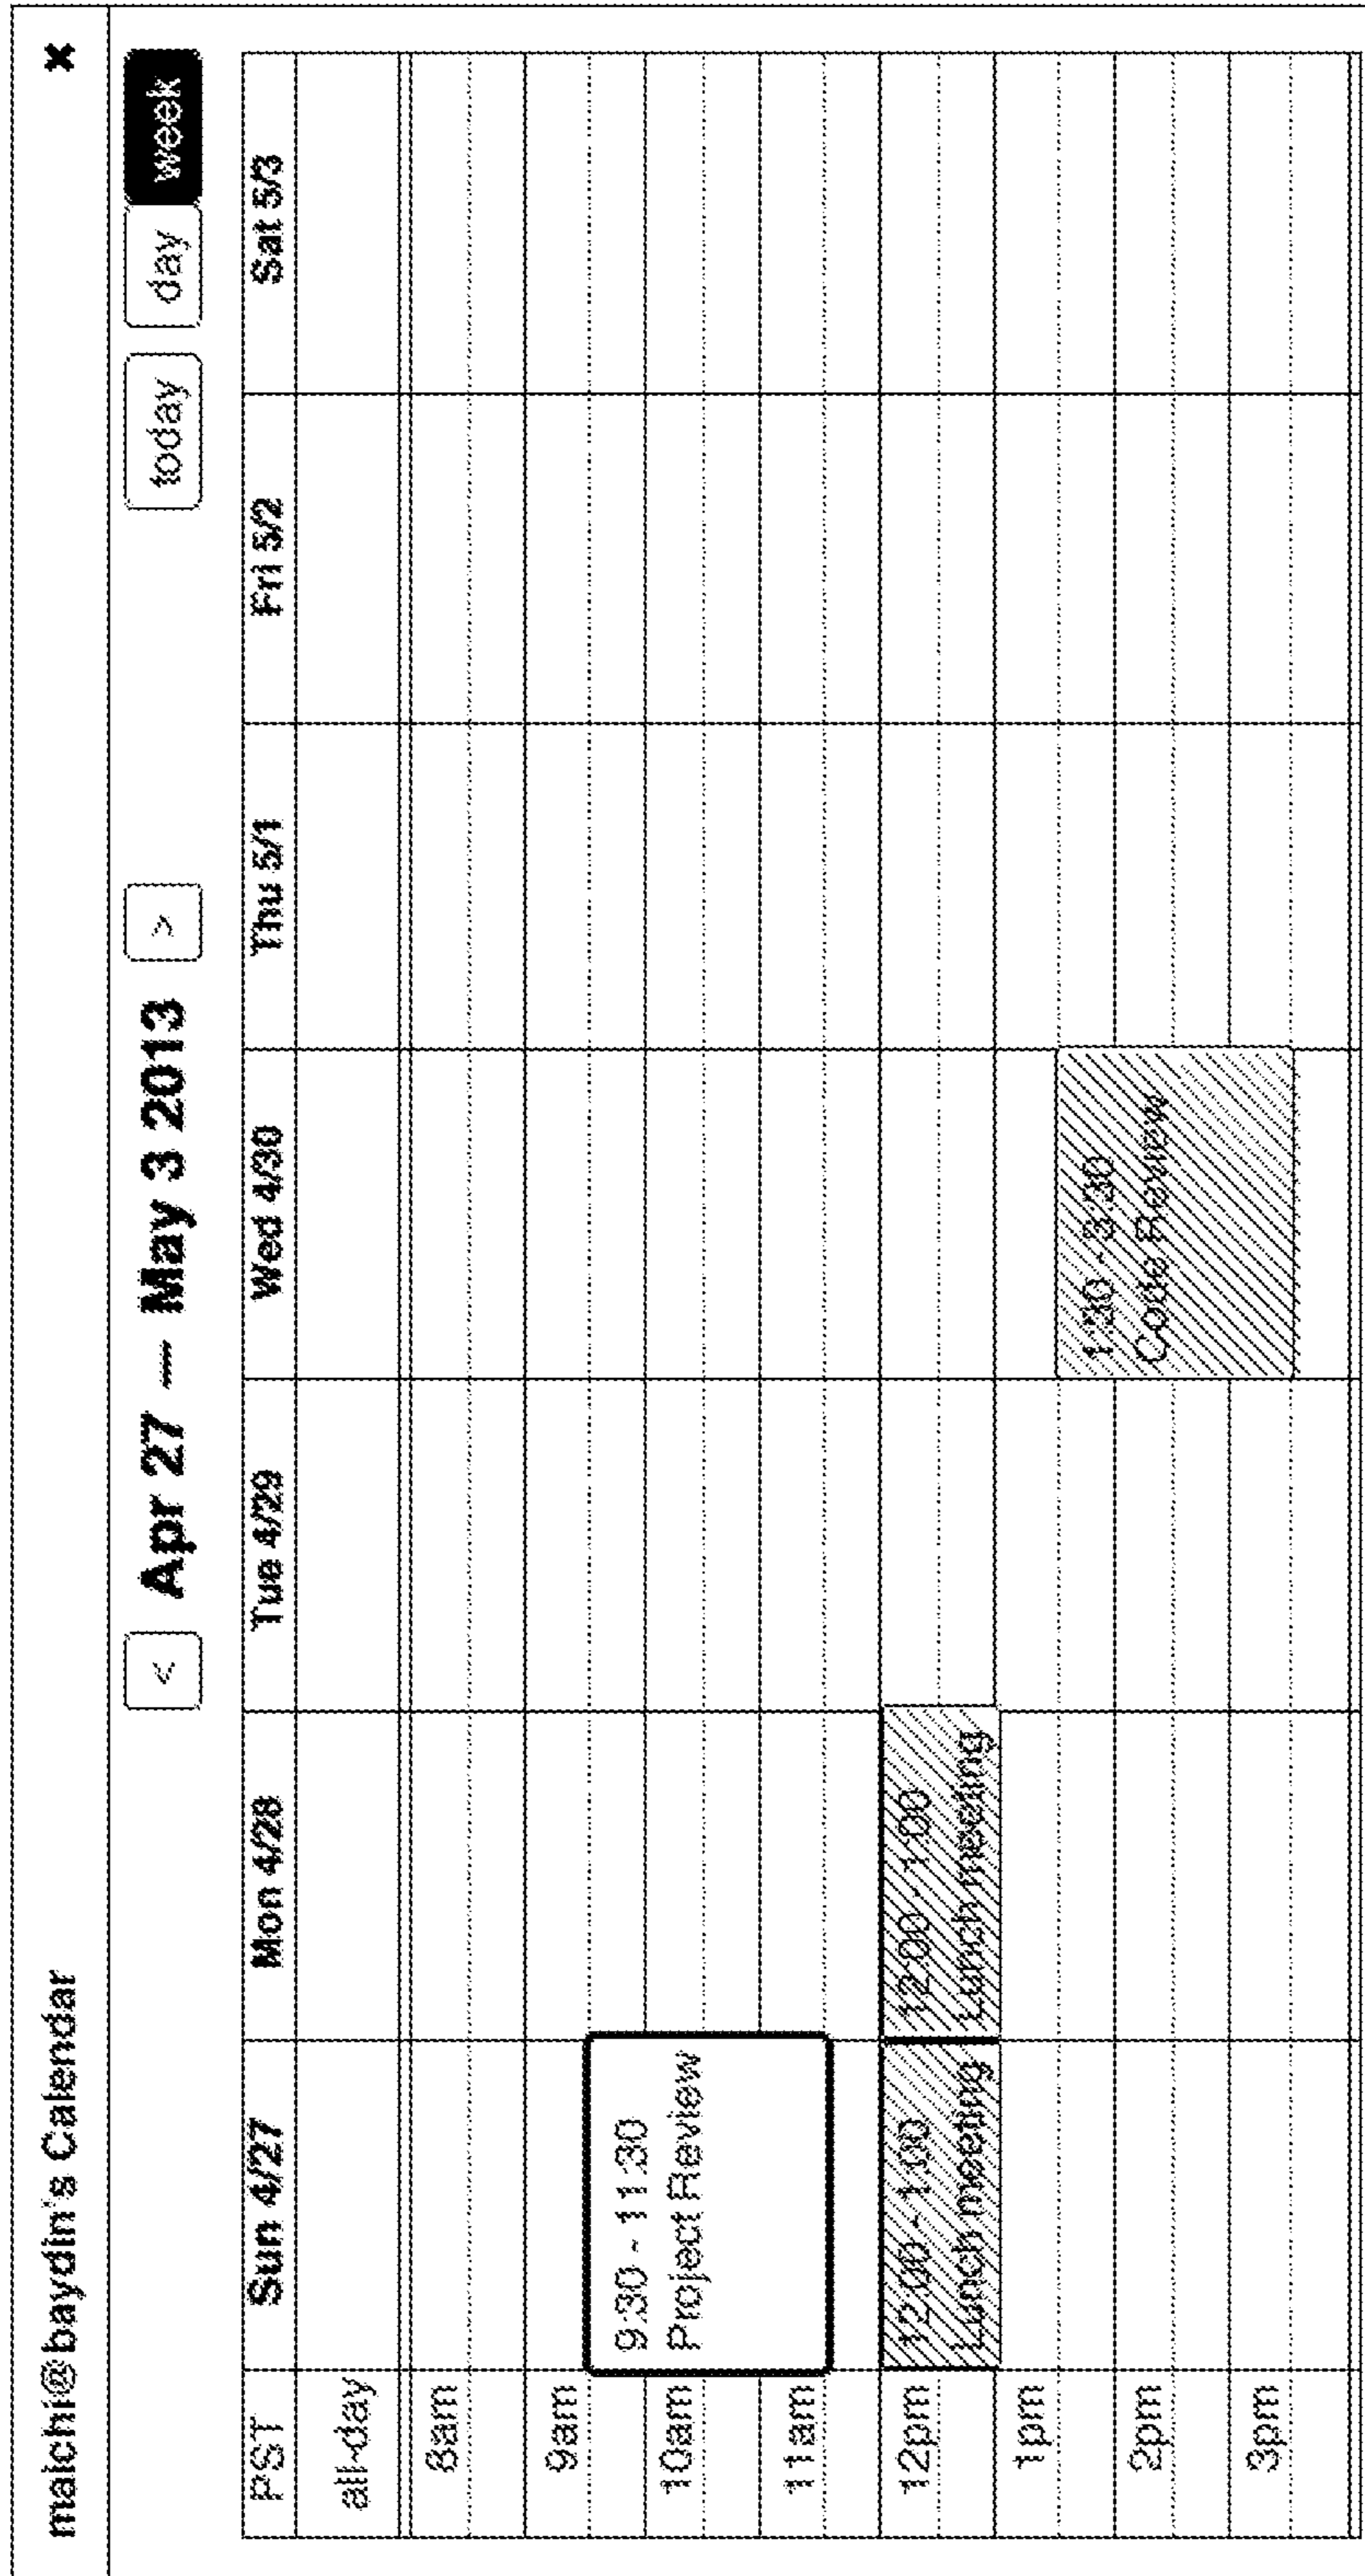 malchi@baydin's Calendar ✖
< Apr 27 — May 3 2013 > today day week
PST Sun 4/27 Mon 4/28 Tue 4/29 Wed 4/30 Thu 5/1 Fri 5/2 Sat 5/3
all-day
8am
9am
9:30 - 11:30
Project Review
10am
11am
12pm
12:00 - 1:00
Lunch meeting
12:00 - 1:00
Lunch meeting
1pm
1:30 - 3:30
Code Review
2pm
3pm